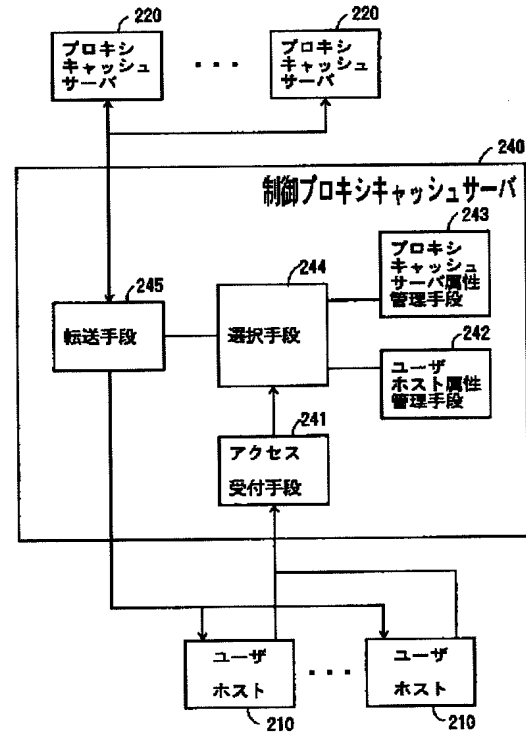 220
プロキシ
キャッシュ
サーバ
・・・
220
プロキシ
キャッシュ
サーバ
240
制御プロキシキャッシュサーバ
243
プロキシ
キャッシュ
サーバ属性
管理手段
245
転送手段
244
選択手段
242
ユーザ
ホスト属性
管理手段
241
アクセス
受付手段
ユーザ
ホスト
210
・・・
ユーザ
ホスト
210